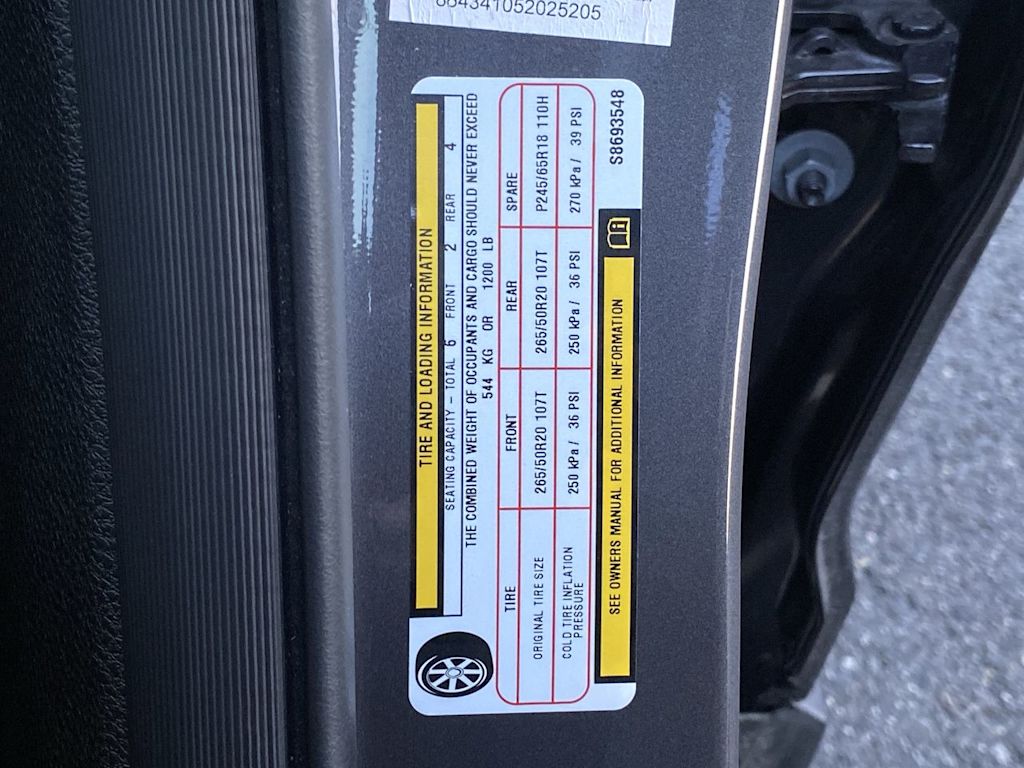 864341052025205
TIRE AND LOADING INFORMATION
SEATING CAPACITY – TOTAL 6 FRONT 2 REAR 4
THE COMBINED WEIGHT OF OCCUPANTS AND CARGO SHOULD NEVER EXCEED
544 KG OR 1200 LB
TIRE FRONT REAR SPARE
ORIGINAL TIRE SIZE 265/50R20 107T 265/50R20 107T P245/65R18 110H
COLD TIRE INFLATION
PRESSURE 250 kPa / 36 PSI 250 kPa / 36 PSI 270 kPa / 39 PSI
SEE OWNERS MANUAL FOR ADDITIONAL INFORMATION
S8693548